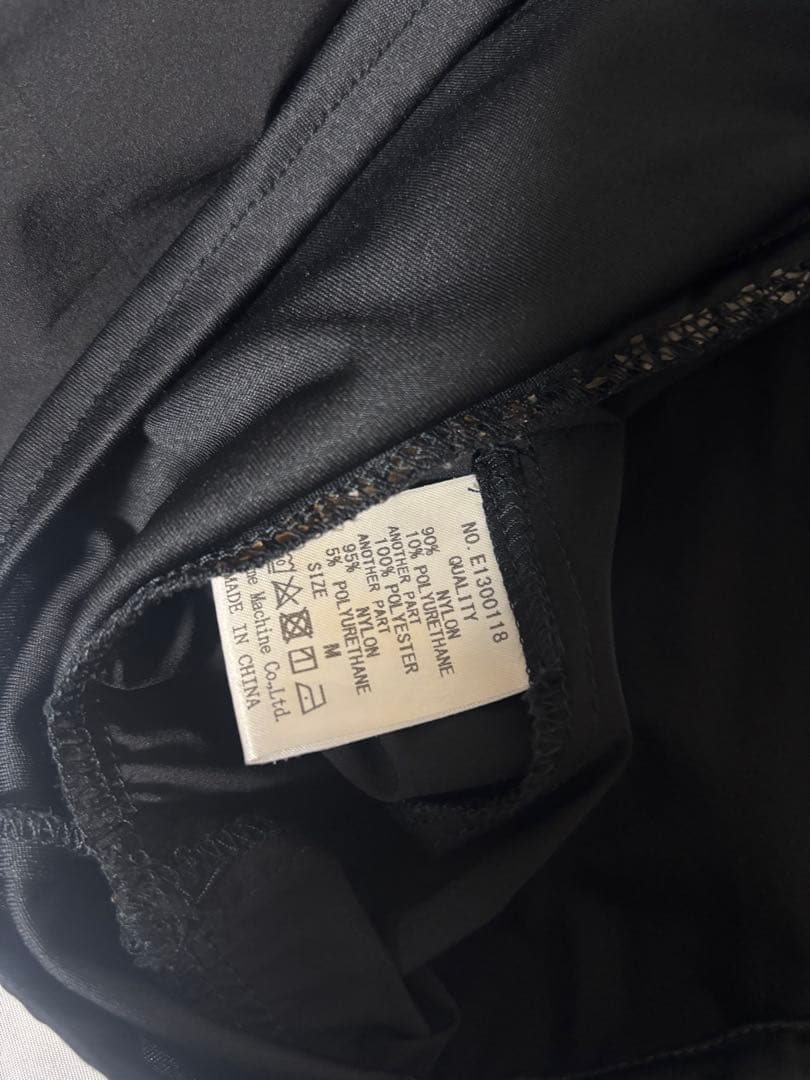 NO. E1300118
QUALITY
90% NYLON
10% POLYURETHANE
ANOTHER PART
100% POLYESTER
ANOTHER PART
95% NYLON
5% POLYURETHANE
SIZE M
Machine Co.,Ltd.
MADE IN CHINA